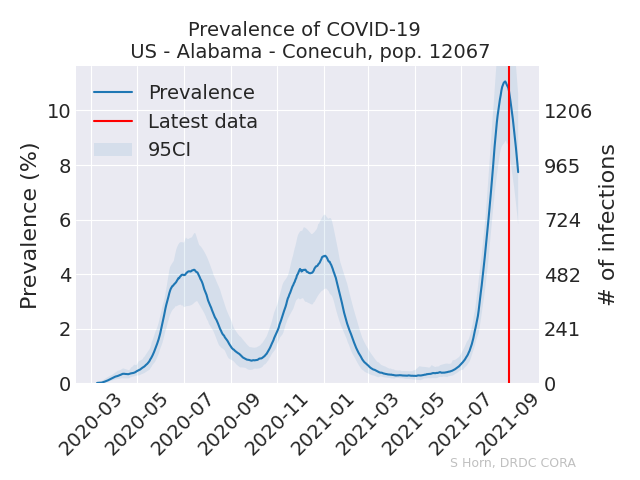 Prevalence of COVID-19
US - Alabama - Conecuh, pop. 12067
Prevalence
Latest data
95CI
Prevalence (%)
10
8
6
4
2
0
# of infections
1206
965
724
482
241
0
2020-03
2020-05
2020-07
2020-09
2020-11
2021-01
2021-03
2021-05
2021-07
2021-09
S Horn, DRDC CORA